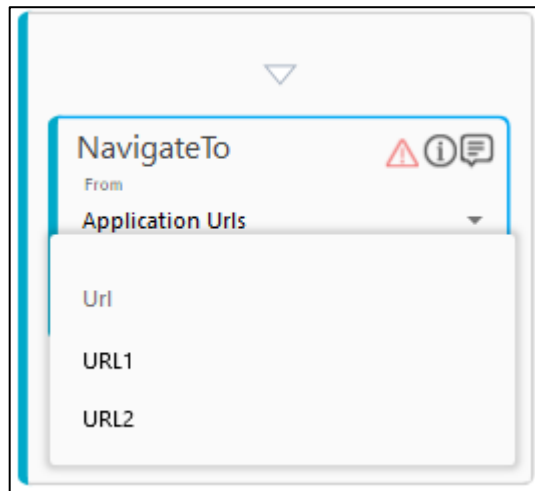 NavigateTo
From
Application Urls
Url
URL1
URL2